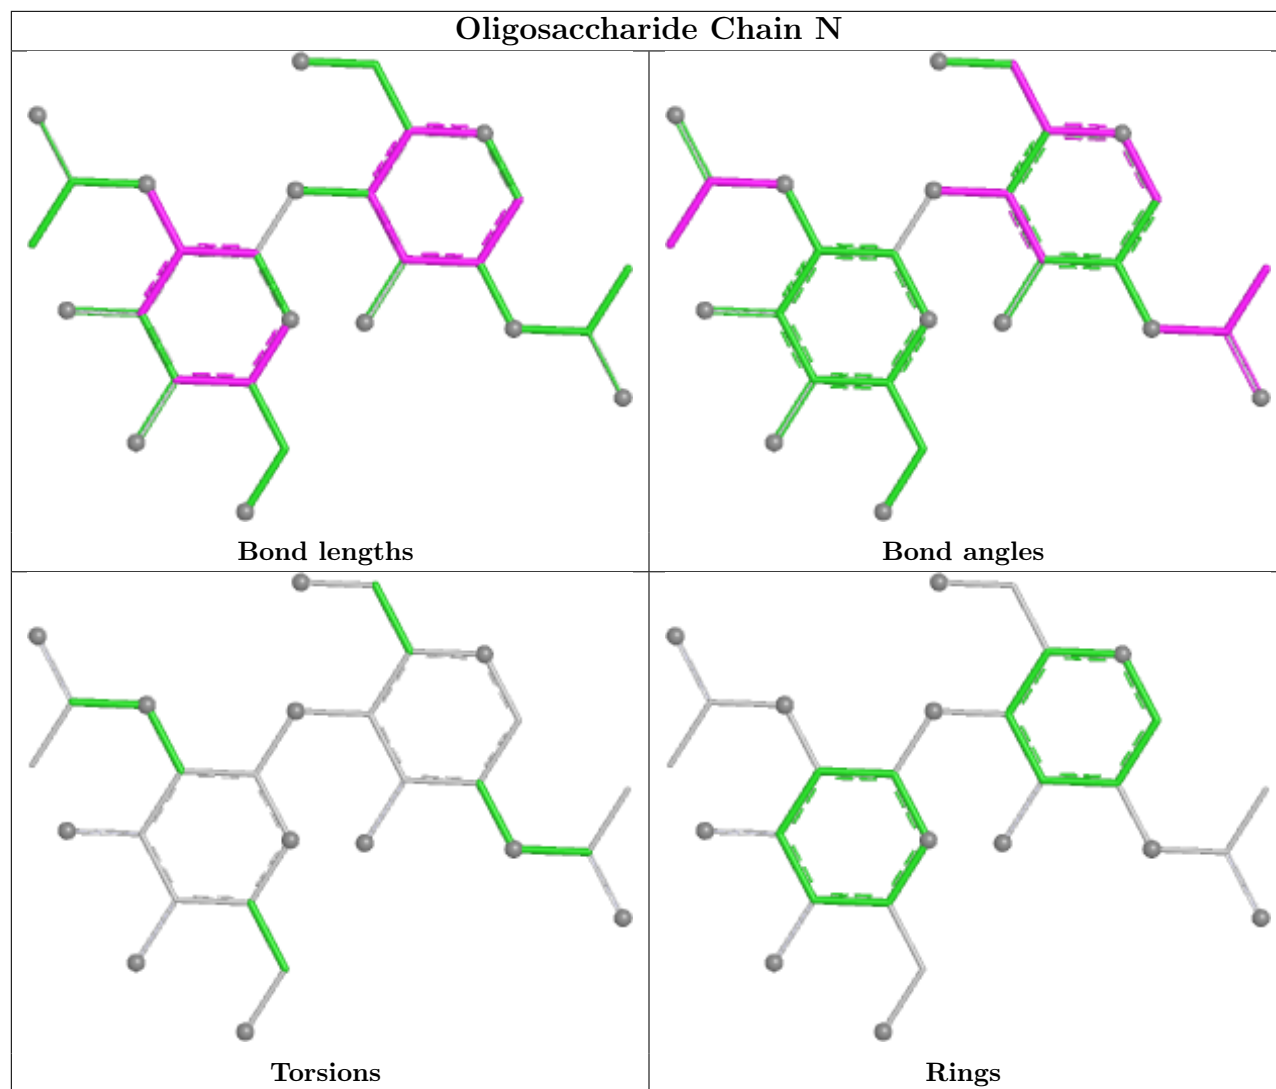 Oligosaccharide Chain N
Bond lengths
Bond angles
Torsions
Rings